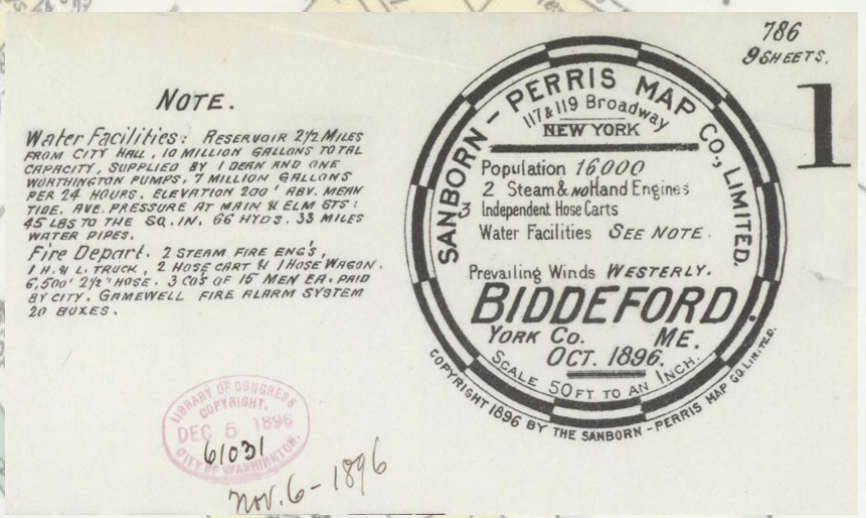 NOTE.
Water Facilities: RESERVOIR 2 1/2 MILES
FROM CITY HALL, 10 MILLION GALLONS TOTAL
CAPACITY, SUPPLIED BY 1 DEAN AND ONE
WORTHINGTON PUMPS, 7 MILLION GALLONS
PER 24 HOURS. ELEVATION 200' ABV. MEAN
TIDE. AVE. PRESSURE AT MAIN & ELM STS:
45 LBS TO THE SQ. IN. 66 HYDS. 33 MILES
WATER PIPES.
Fire Depart. 2 STEAM FIRE ENG'S,
1 H. & L. TRUCK, 2 HOSE CART & 1 HOSE WAGON.
6,500' 2 1/2" HOSE. 3 CO'S OF 15 MEN EA. PAID
BY CITY. GAMEWELL FIRE ALARM SYSTEM
20 BOXES.
786
9 SHEETS.
1
SANBORN-PERRIS MAP CO., LIMITED.
117 & 119 Broadway
NEW YORK
Population 16000
2 Steam & NO Hand Engines
3 Independent Hose Carts
Water Facilities SEE NOTE.
Prevailing Winds WESTERLY.
BIDDEFORD.
YORK CO. ME.
OCT. 1896.
SCALE 50 FT TO AN INCH.
COPYRIGHT 1896 BY THE SANBORN-PERRIS MAP CO. LIMITED.
LIBRARY OF CONGRESS
COPYRIGHT.
DEC 5 1896
61031
CITY OF WASHINGTON.
Nov. 6-1896